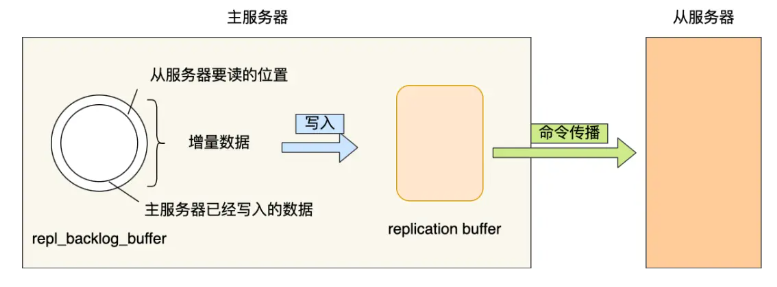 主服务器
从服务器
从服务器要读的位置
增量数据
写入
命令传播
主服务器已经写入的数据
repl_backlog_buffer
replication buffer